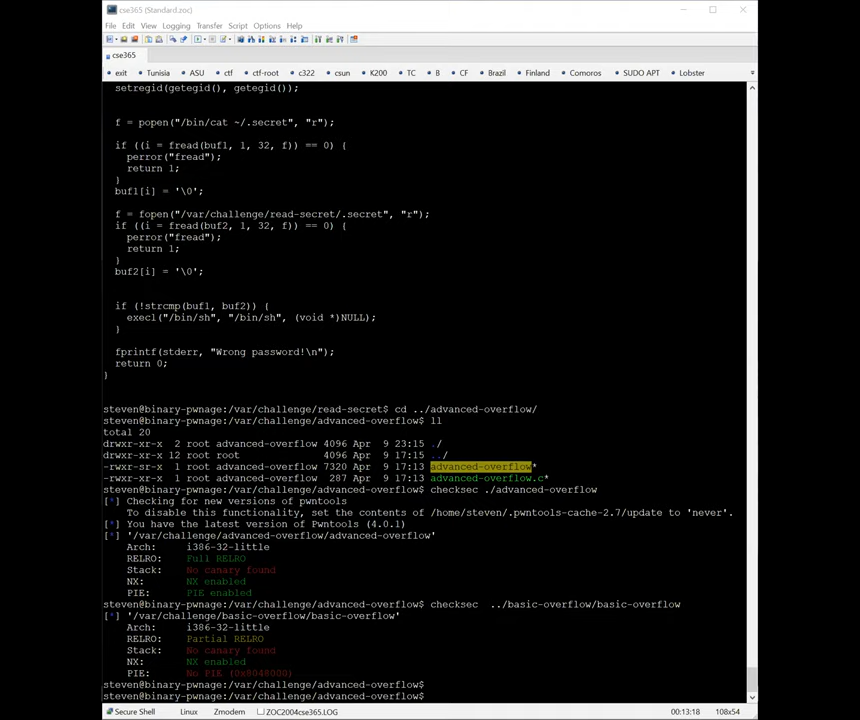 cse365 (Standard.zoc)
File Edit View Logging Transfer Script Options Help
cse365
exit Tunisia ASU ctf ctf-root c322 csun K200 TC B CF Brazil Finland Comoros SUDO APT Lobster
setregid(getegid(), getegid());
f = popen("/bin/cat ~/.secret", "r");
if ((i = fread(buf1, 1, 32, f)) == 0) {
perror("fread");
return 1;
}
buf1[i] = '\0';
f = fopen("/var/challenge/read-secret/.secret", "r");
if ((i = fread(buf2, 1, 32, f)) == 0) {
perror("fread");
return 1;
}
buf2[i] = '\0';
if (!strcmp(buf1, buf2)) {
execl("/bin/sh", "/bin/sh", (void *)NULL);
}
fprintf(stderr, "Wrong password!\n");
return 0;
}
steven@binary-pwnage:/var/challenge/read-secret$ cd ../advanced-overflow/
steven@binary-pwnage:/var/challenge/advanced-overflow$ ll
total 20
drwxr-xr-x 2 root advanced-overflow 4096 Apr 9 23:15 ./
drwxr-xr-x 12 root root 4096 Apr 9 17:15 ../
-rwxr-sr-x 1 root advanced-overflow 7320 Apr 9 17:13 advanced-overflow*
-rwxr-xr-x 1 root advanced-overflow 287 Apr 9 17:13 advanced-overflow.c*
steven@binary-pwnage:/var/challenge/advanced-overflow$ checksec ./advanced-overflow
[*] Checking for new versions of pwntools
To disable this functionality, set the contents of /home/steven/.pwntools-cache-2.7/update to 'never'.
[*] You have the latest version of Pwntools (4.0.1)
[*] '/var/challenge/advanced-overflow/advanced-overflow'
Arch: i386-32-little
RELRO: Full RELRO
Stack: No canary found
NX: NX enabled
PIE: PIE enabled
steven@binary-pwnage:/var/challenge/advanced-overflow$ checksec ../basic-overflow/basic-overflow
[*] '/var/challenge/basic-overflow/basic-overflow'
Arch: i386-32-little
RELRO: Partial RELRO
Stack: No canary found
NX: NX enabled
PIE: No PIE (0x8048000)
steven@binary-pwnage:/var/challenge/advanced-overflow$
steven@binary-pwnage:/var/challenge/advanced-overflow$
Secure Shell Linux Zmodem ZOC2004cse365.LOG 00:13:18 108x54